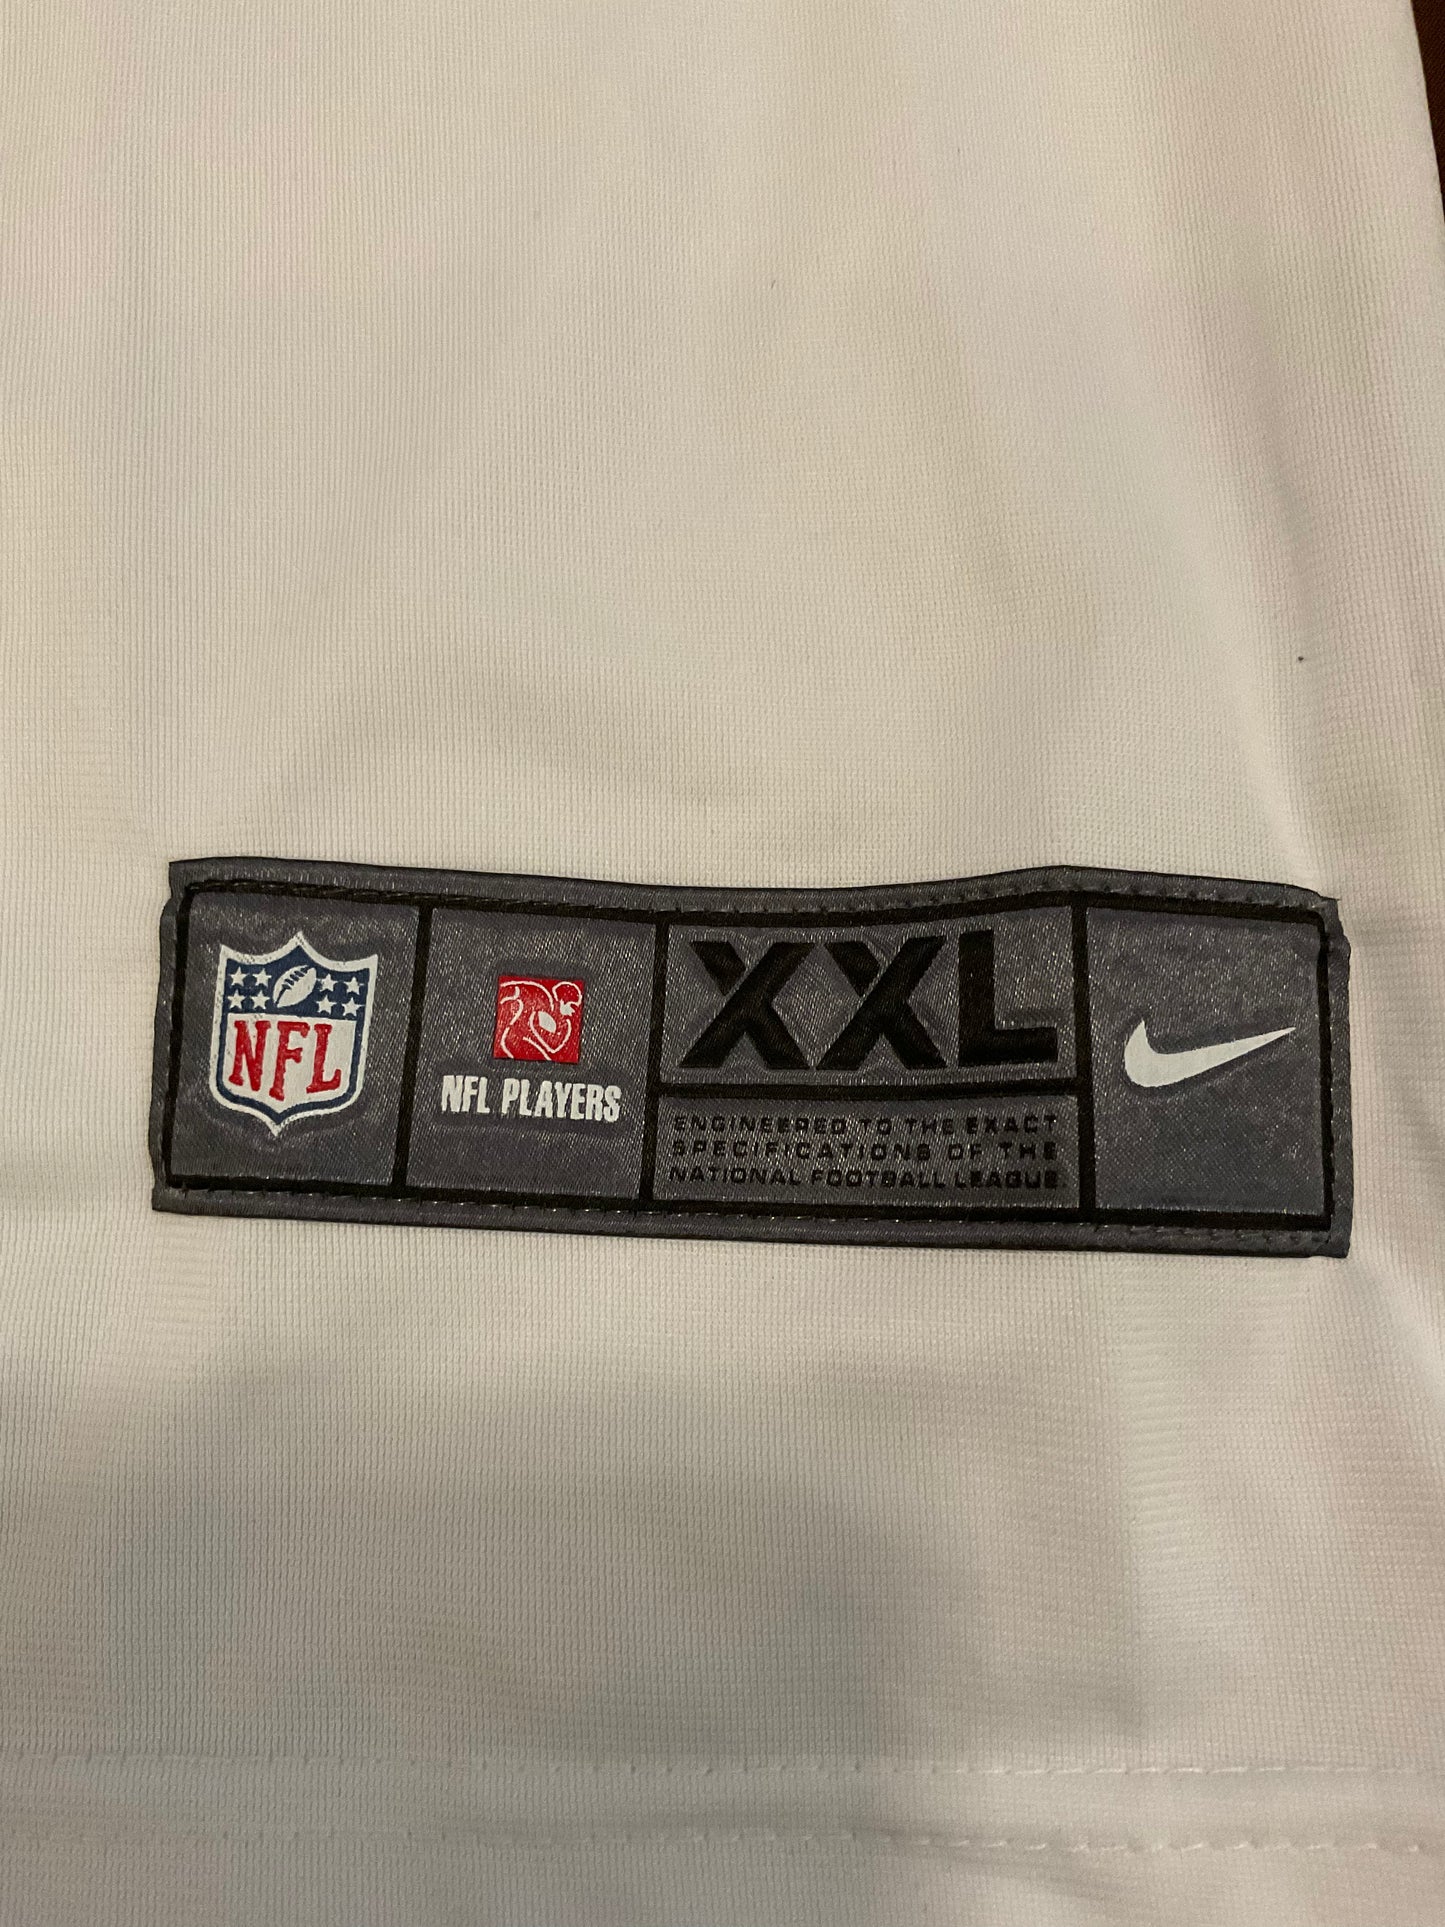 NFL
NFL PLAYERS
XXL
ENGINEERED TO THE EXACT
SPECIFICATIONS OF THE
NATIONAL FOOTBALL LEAGUE.